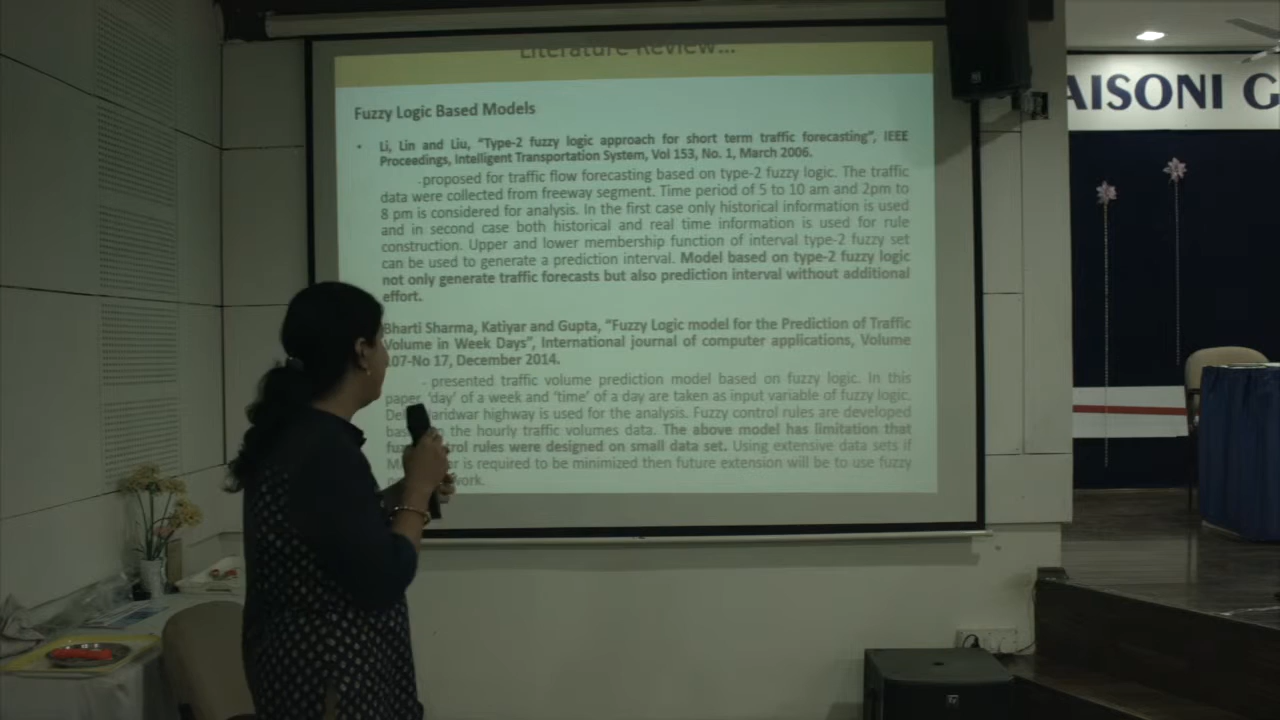 Literature Review...
Fuzzy Logic Based Models
• Li, Lin and Liu, "Type-2 fuzzy logic approach for short term traffic forecasting", IEEE
Proceedings, Intelligent Transportation System, Vol 153, No. 1, March 2006.
proposed for traffic flow forecasting based on type-2 fuzzy logic. The traffic
data were collected from freeway segment. Time period of 5 to 10 am and 2pm to
8 pm is considered for analysis. In the first case only historical information is used
and in second case both historical and real time information is used for rule
construction. Upper and lower membership function of interval type-2 fuzzy set
can be used to generate a prediction interval. Model based on type-2 fuzzy logic
not only generate traffic forecasts but also prediction interval without additional
effort.
Bharti Sharma, Katiyar and Gupta, "Fuzzy Logic model for the Prediction of Traffic
Volume in Week Days", International journal of computer applications, Volume
07-No 17, December 2014.
- presented traffic volume prediction model based on fuzzy logic. In this
paper 'day' of a week and 'time' of a day are taken as input variable of fuzzy logic.
aridwar highway is used for the analysis. Fuzzy control rules are developed
the hourly traffic volumes data. The above model has limitation that
rol rules were designed on small data set. Using extensive data sets if
is required to be minimized then future extension will be to use fuzzy
work.
AISONI G